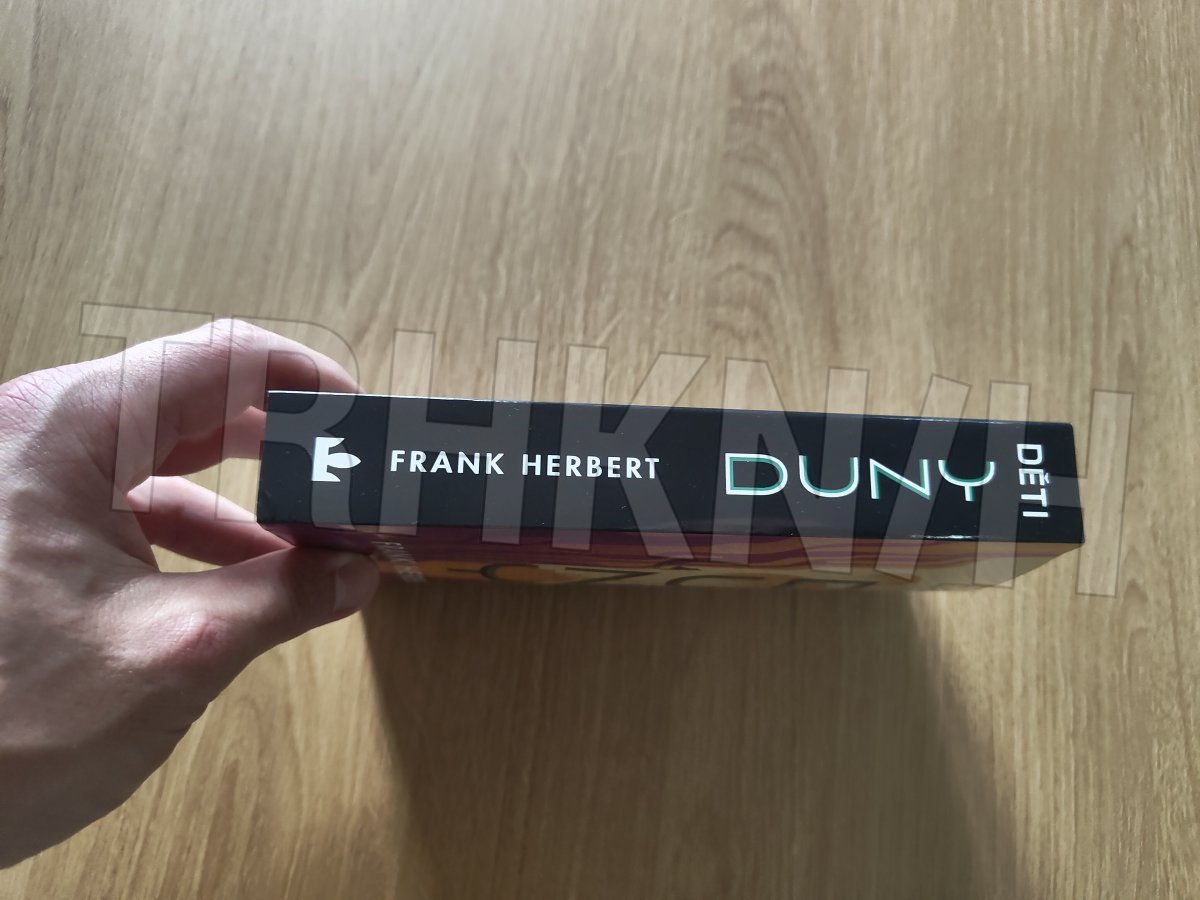 FRANK HERBERT
DUNY
DĚTI
TRHKNIH